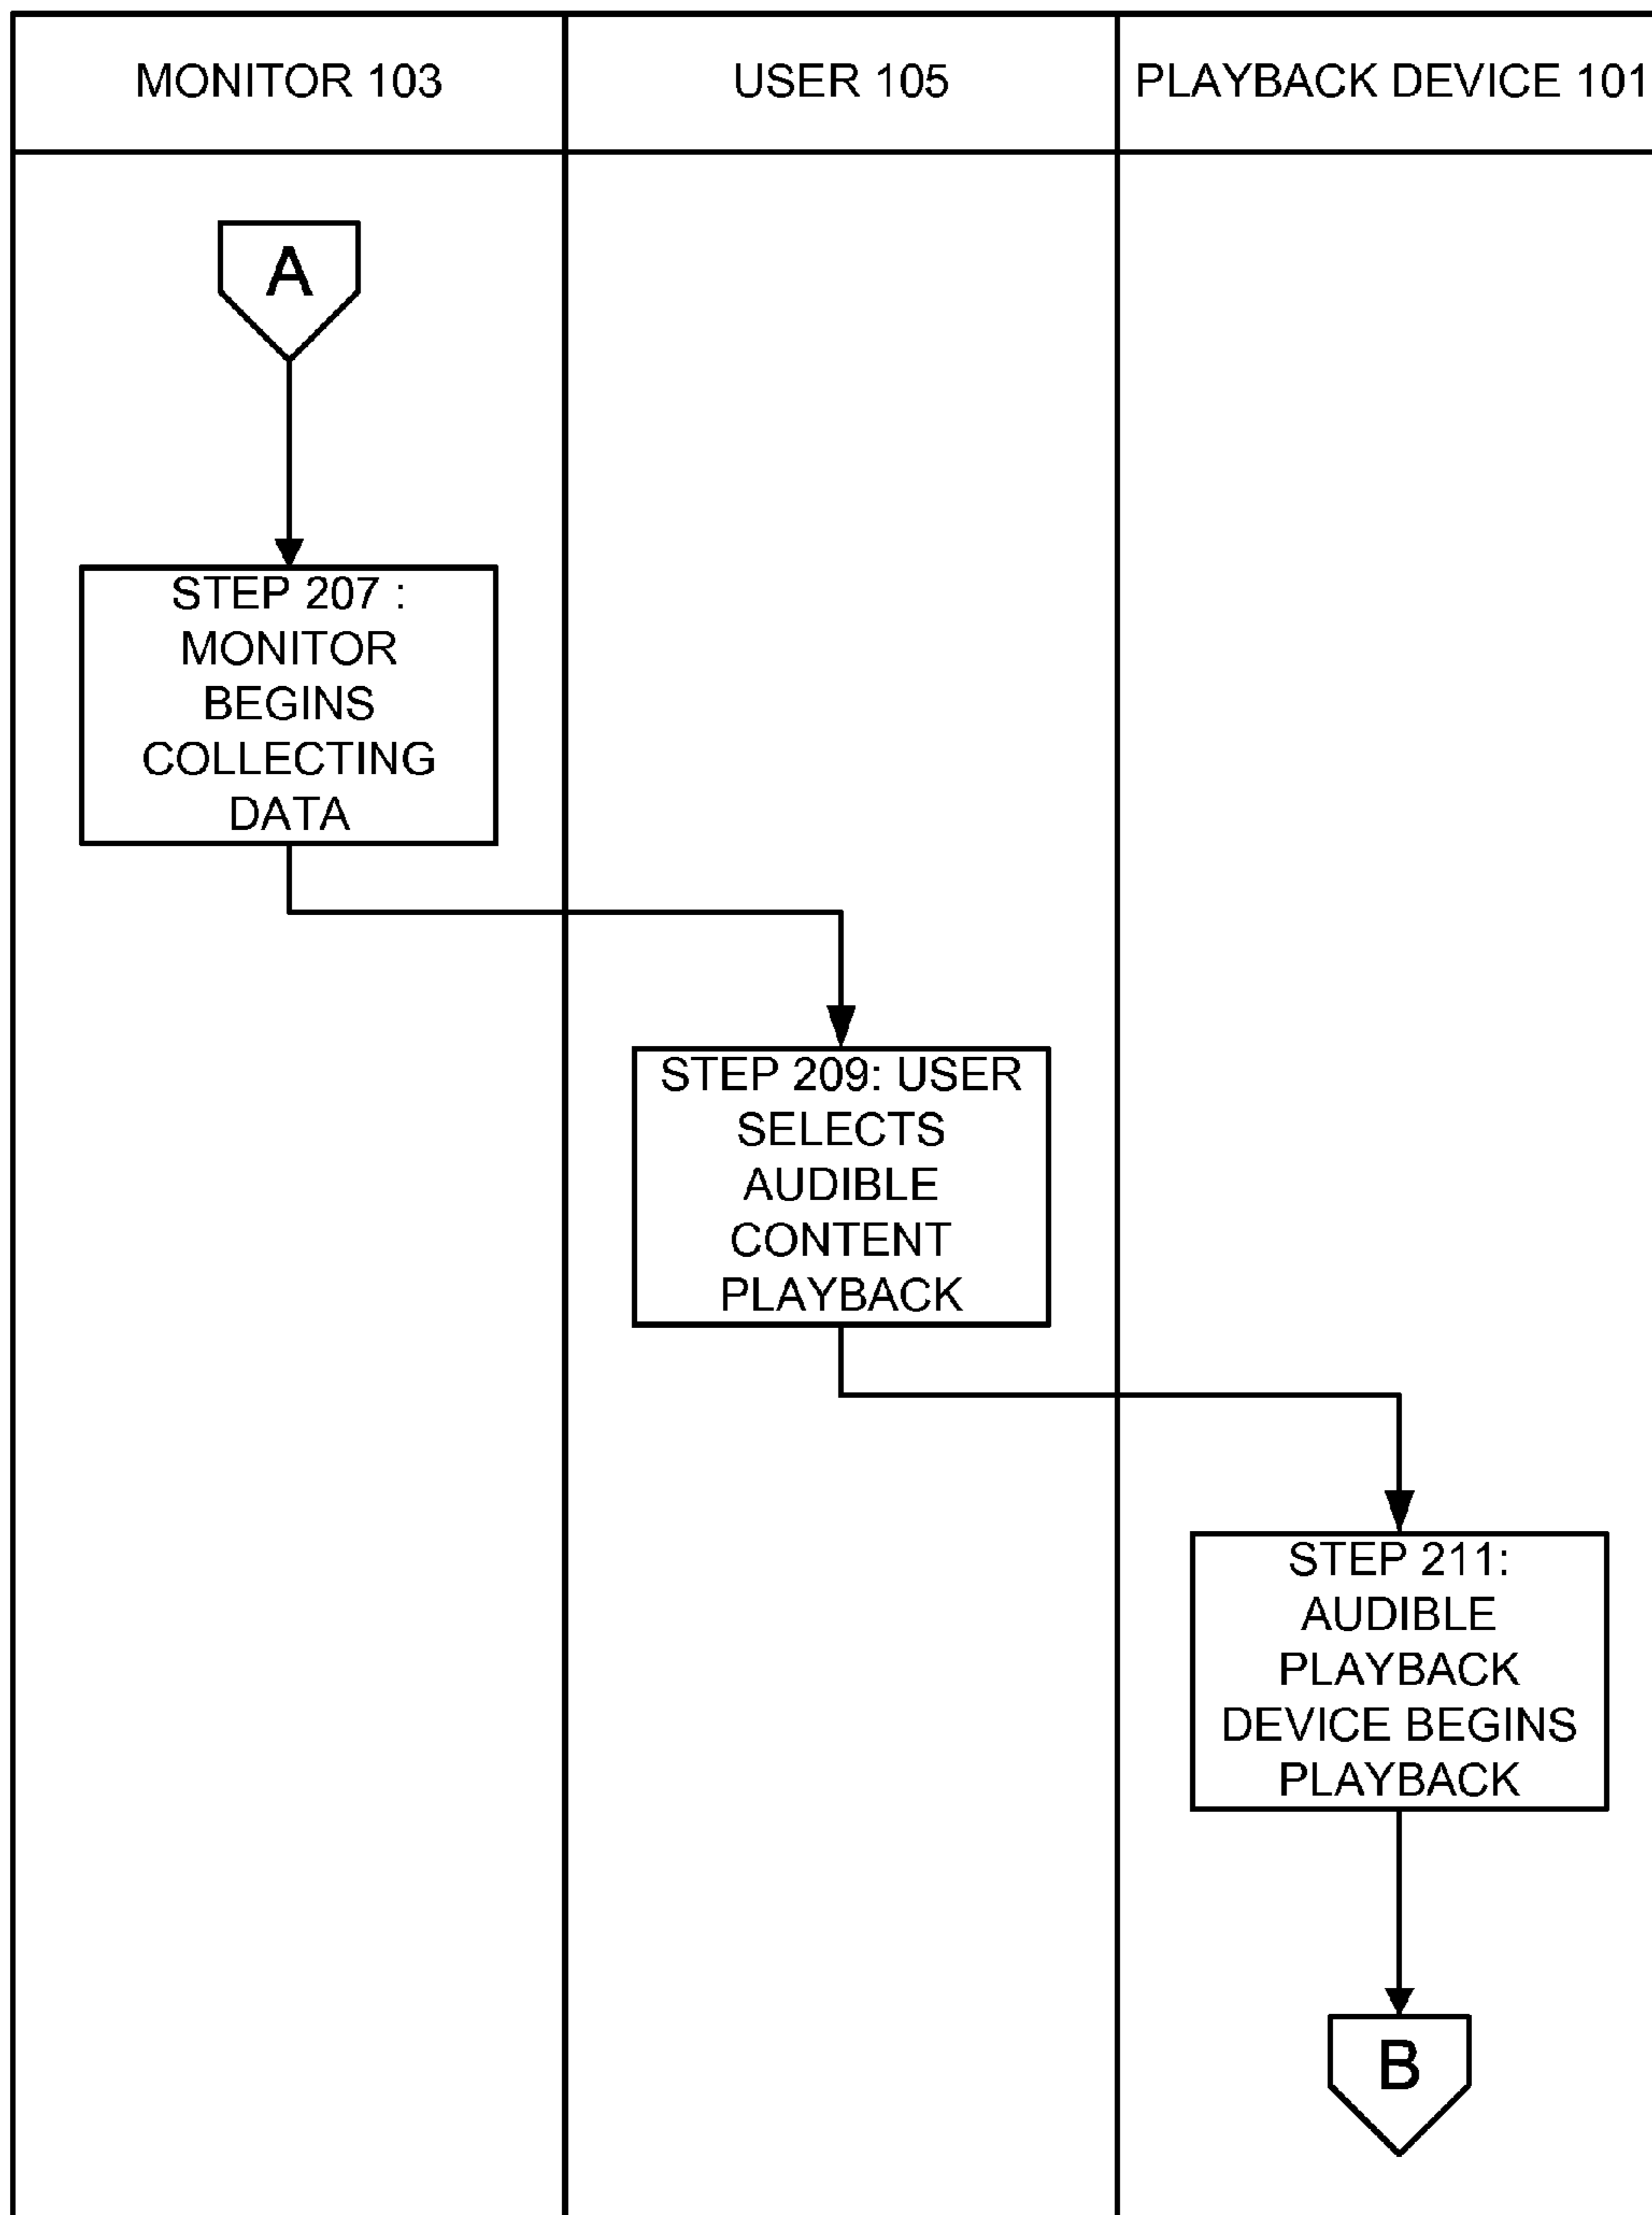 MONITOR 103
USER 105
PLAYBACK DEVICE 101
A
STEP 207 :
MONITOR
BEGINS
COLLECTING
DATA
STEP 209: USER
SELECTS
AUDIBLE
CONTENT
PLAYBACK
STEP 211:
AUDIBLE
PLAYBACK
DEVICE BEGINS
PLAYBACK
B